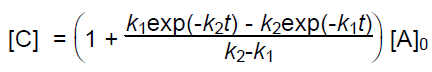 [C] = (1 + k₁exp(-k₂t) - k₂exp(-k₁t) / k₂-k₁) [A]₀